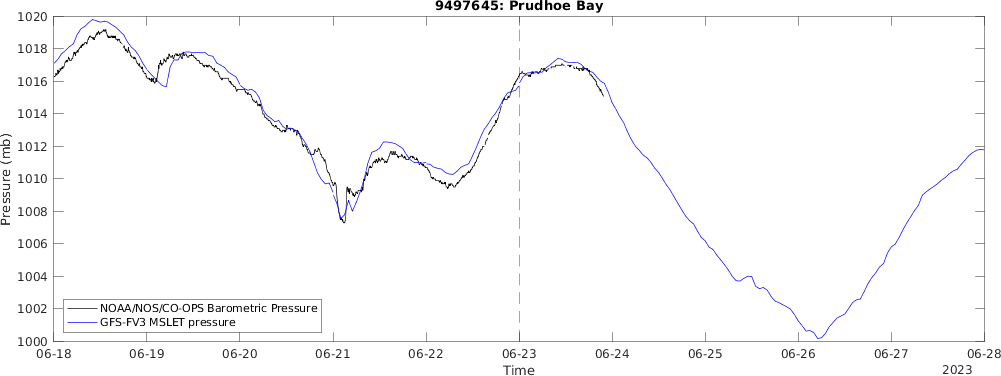 9497645: Prudhoe Bay
Pressure (mb)
1020
1018
1016
1014
1012
1010
1008
1006
1004
1002
1000
NOAA/NOS/CO-OPS Barometric Pressure
GFS-FV3 MSLET pressure
06-18 06-19 06-20 06-21 06-22 06-23 06-24 06-25 06-26 06-27 06-28
Time
2023